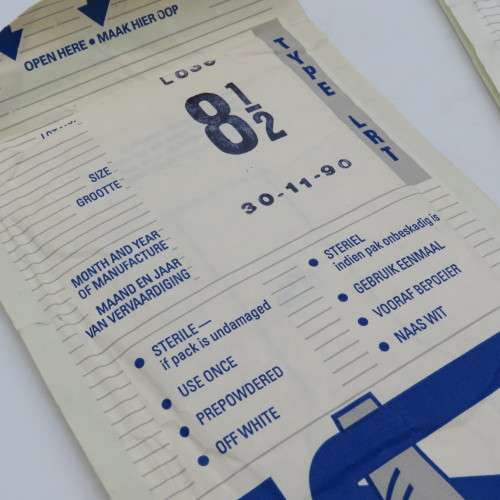 OPEN HERE • MAAK HIER OOP
TYPE LRT
SIZE
GROOTTE
8½
30-11-90
MONTH AND YEAR
OF MANUFACTURE
MAAND EN JAAR
VAN VERVAARDIGING
• STERILE—
if pack is undamaged
• USE ONCE
• PREPOWDERED
• OFF WHITE
• STERIEL
indien pak onbeskadig is
• GEBRUIK EENMAAL
• VOORAF BEPOEIER
• NAAS WIT